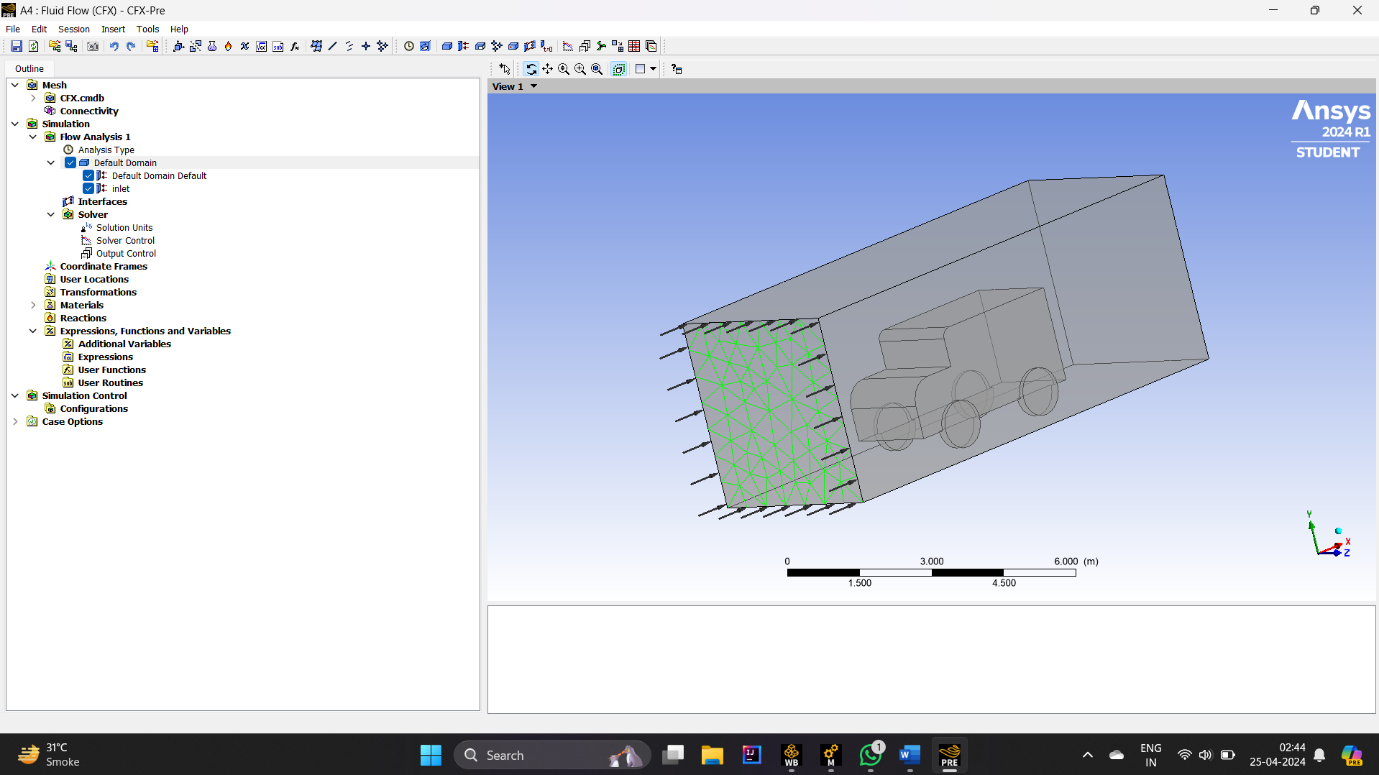 A4 : Fluid Flow (CFX) - CFX-Pre
File Edit Session Insert Tools Help
Outline
Mesh
CFX.cmdb
Connectivity
Simulation
Flow Analysis 1
Analysis Type
Default Domain
Default Domain Default
inlet
Interfaces
Solver
Solution Units
Solver Control
Output Control
Coordinate Frames
User Locations
Transformations
Materials
Reactions
Expressions, Functions and Variables
Additional Variables
Expressions
User Functions
User Routines
Simulation Control
Configurations
Case Options
View 1
Ansys
2024 R1
STUDENT
Y
X
Z
0 3.000 6.000 (m)
1.500 4.500
31°C
Smoke
Search
WB
M
1
W
PRE
ENG
IN
02:44
25-04-2024